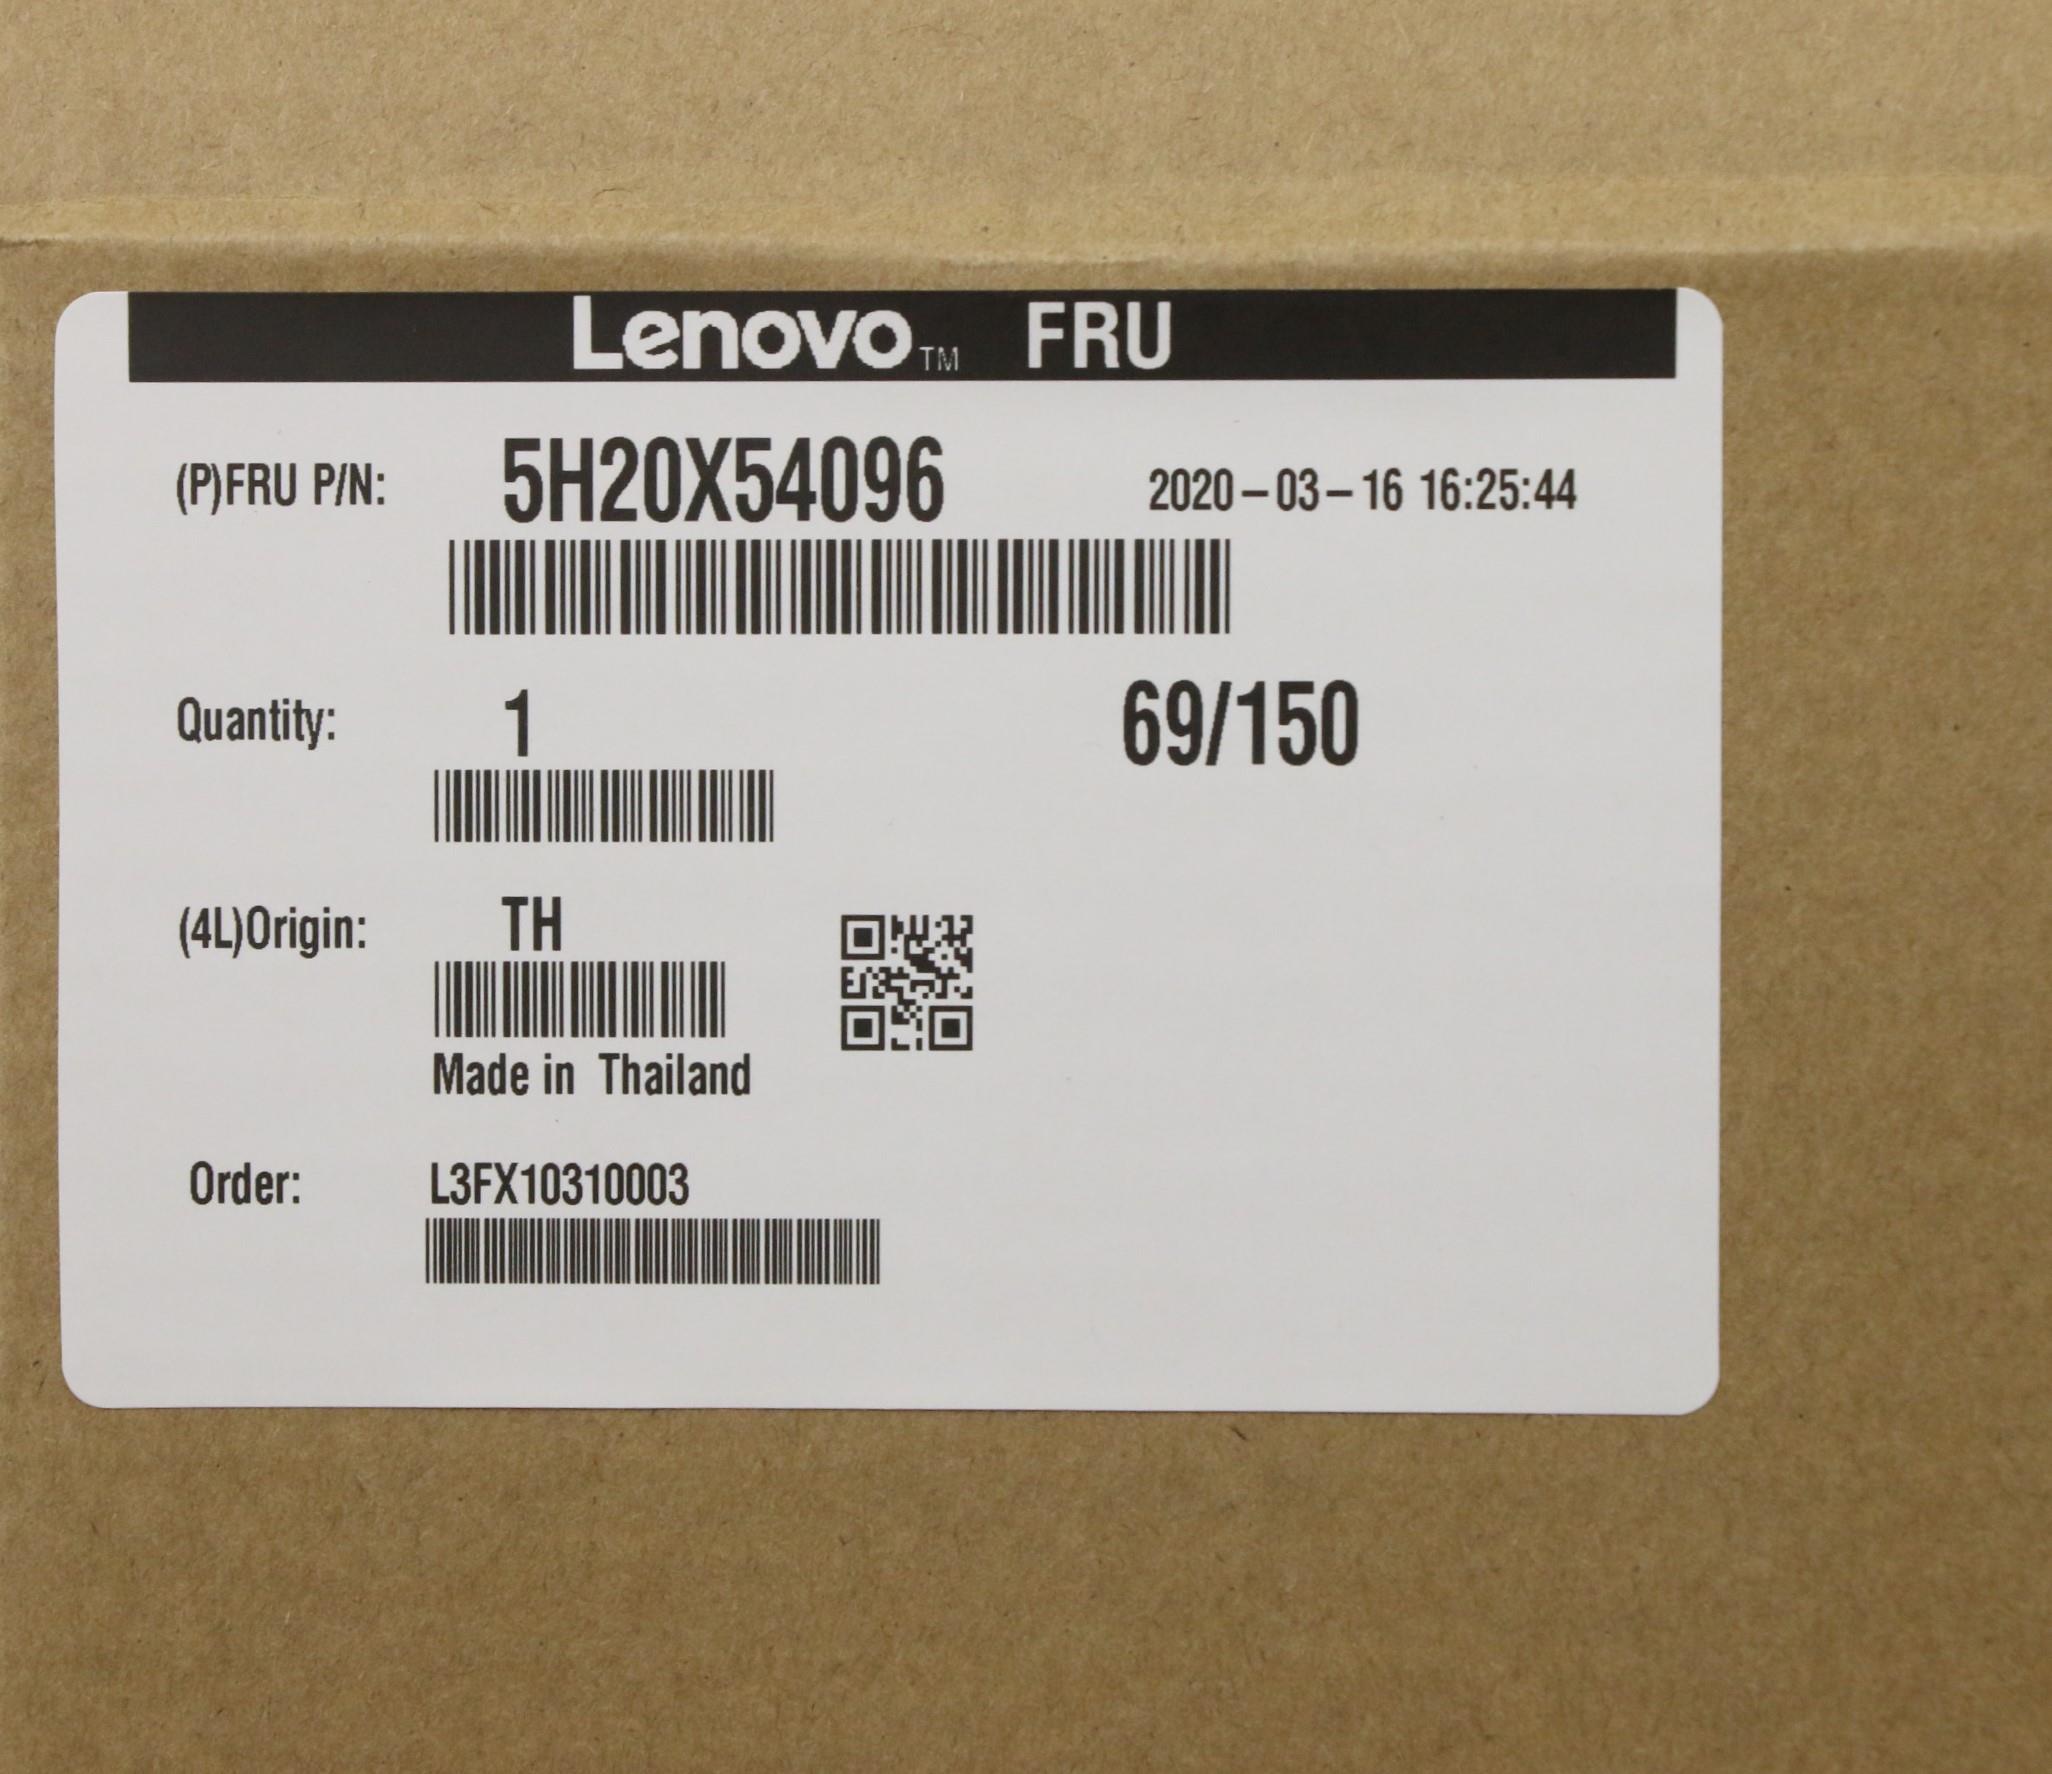 Lenovo™ FRU
(P)FRU P/N: 5H20X54096 2020-03-16 16:25:44
Quantity: 1 69/150
(4L)Origin: TH
Made in Thailand
Order: L3FX10310003